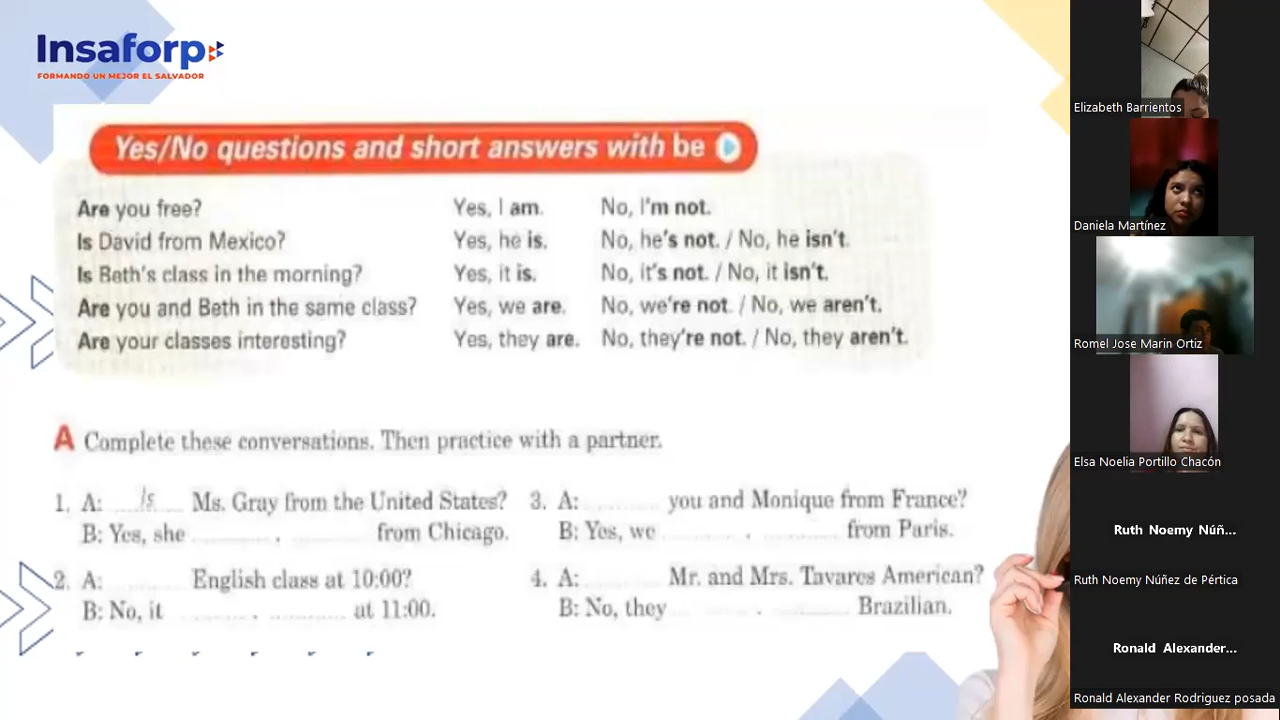 Insaforp
FORMANDO UN MEJOR EL SALVADOR
Yes/No questions and short answers with be
Are you free? Yes, I am. No, I'm not.
Is David from Mexico? Yes, he is. No, he's not. / No, he isn't.
Is Beth's class in the morning? Yes, it is. No, it's not. / No, it isn't.
Are you and Beth in the same class? Yes, we are. No, we're not. / No, we aren't.
Are your classes interesting? Yes, they are. No, they're not. / No, they aren't.
A Complete these conversations. Then practice with a partner.
1. A: Is Ms. Gray from the United States?
B: Yes, she ........ . ........ from Chicago.
2. A: ........ English class at 10:00?
B: No, it ........ . ........ at 11:00.
3. A: ........ you and Monique from France?
B: Yes, we ........ . ........ from Paris.
4. A: ........ Mr. and Mrs. Tavares American?
B: No, they ........ . ........ Brazilian.
Elizabeth Barrientos
Daniela Martínez
Romel Jose Marin Ortiz
Elsa Noelia Portillo Chacón
Ruth Noemy Núñ...
Ruth Noemy Núñez de Pértica
Ronald Alexander...
Ronald Alexander Rodriguez posada